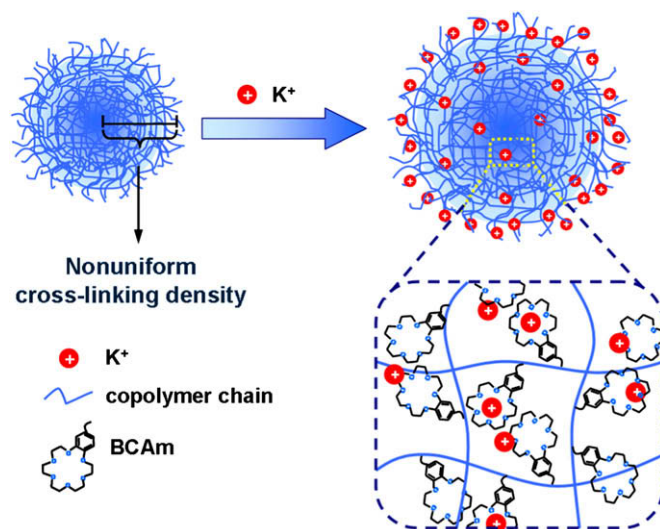 K⁺
Nonuniform
cross-linking density
K⁺
copolymer chain
BCAm